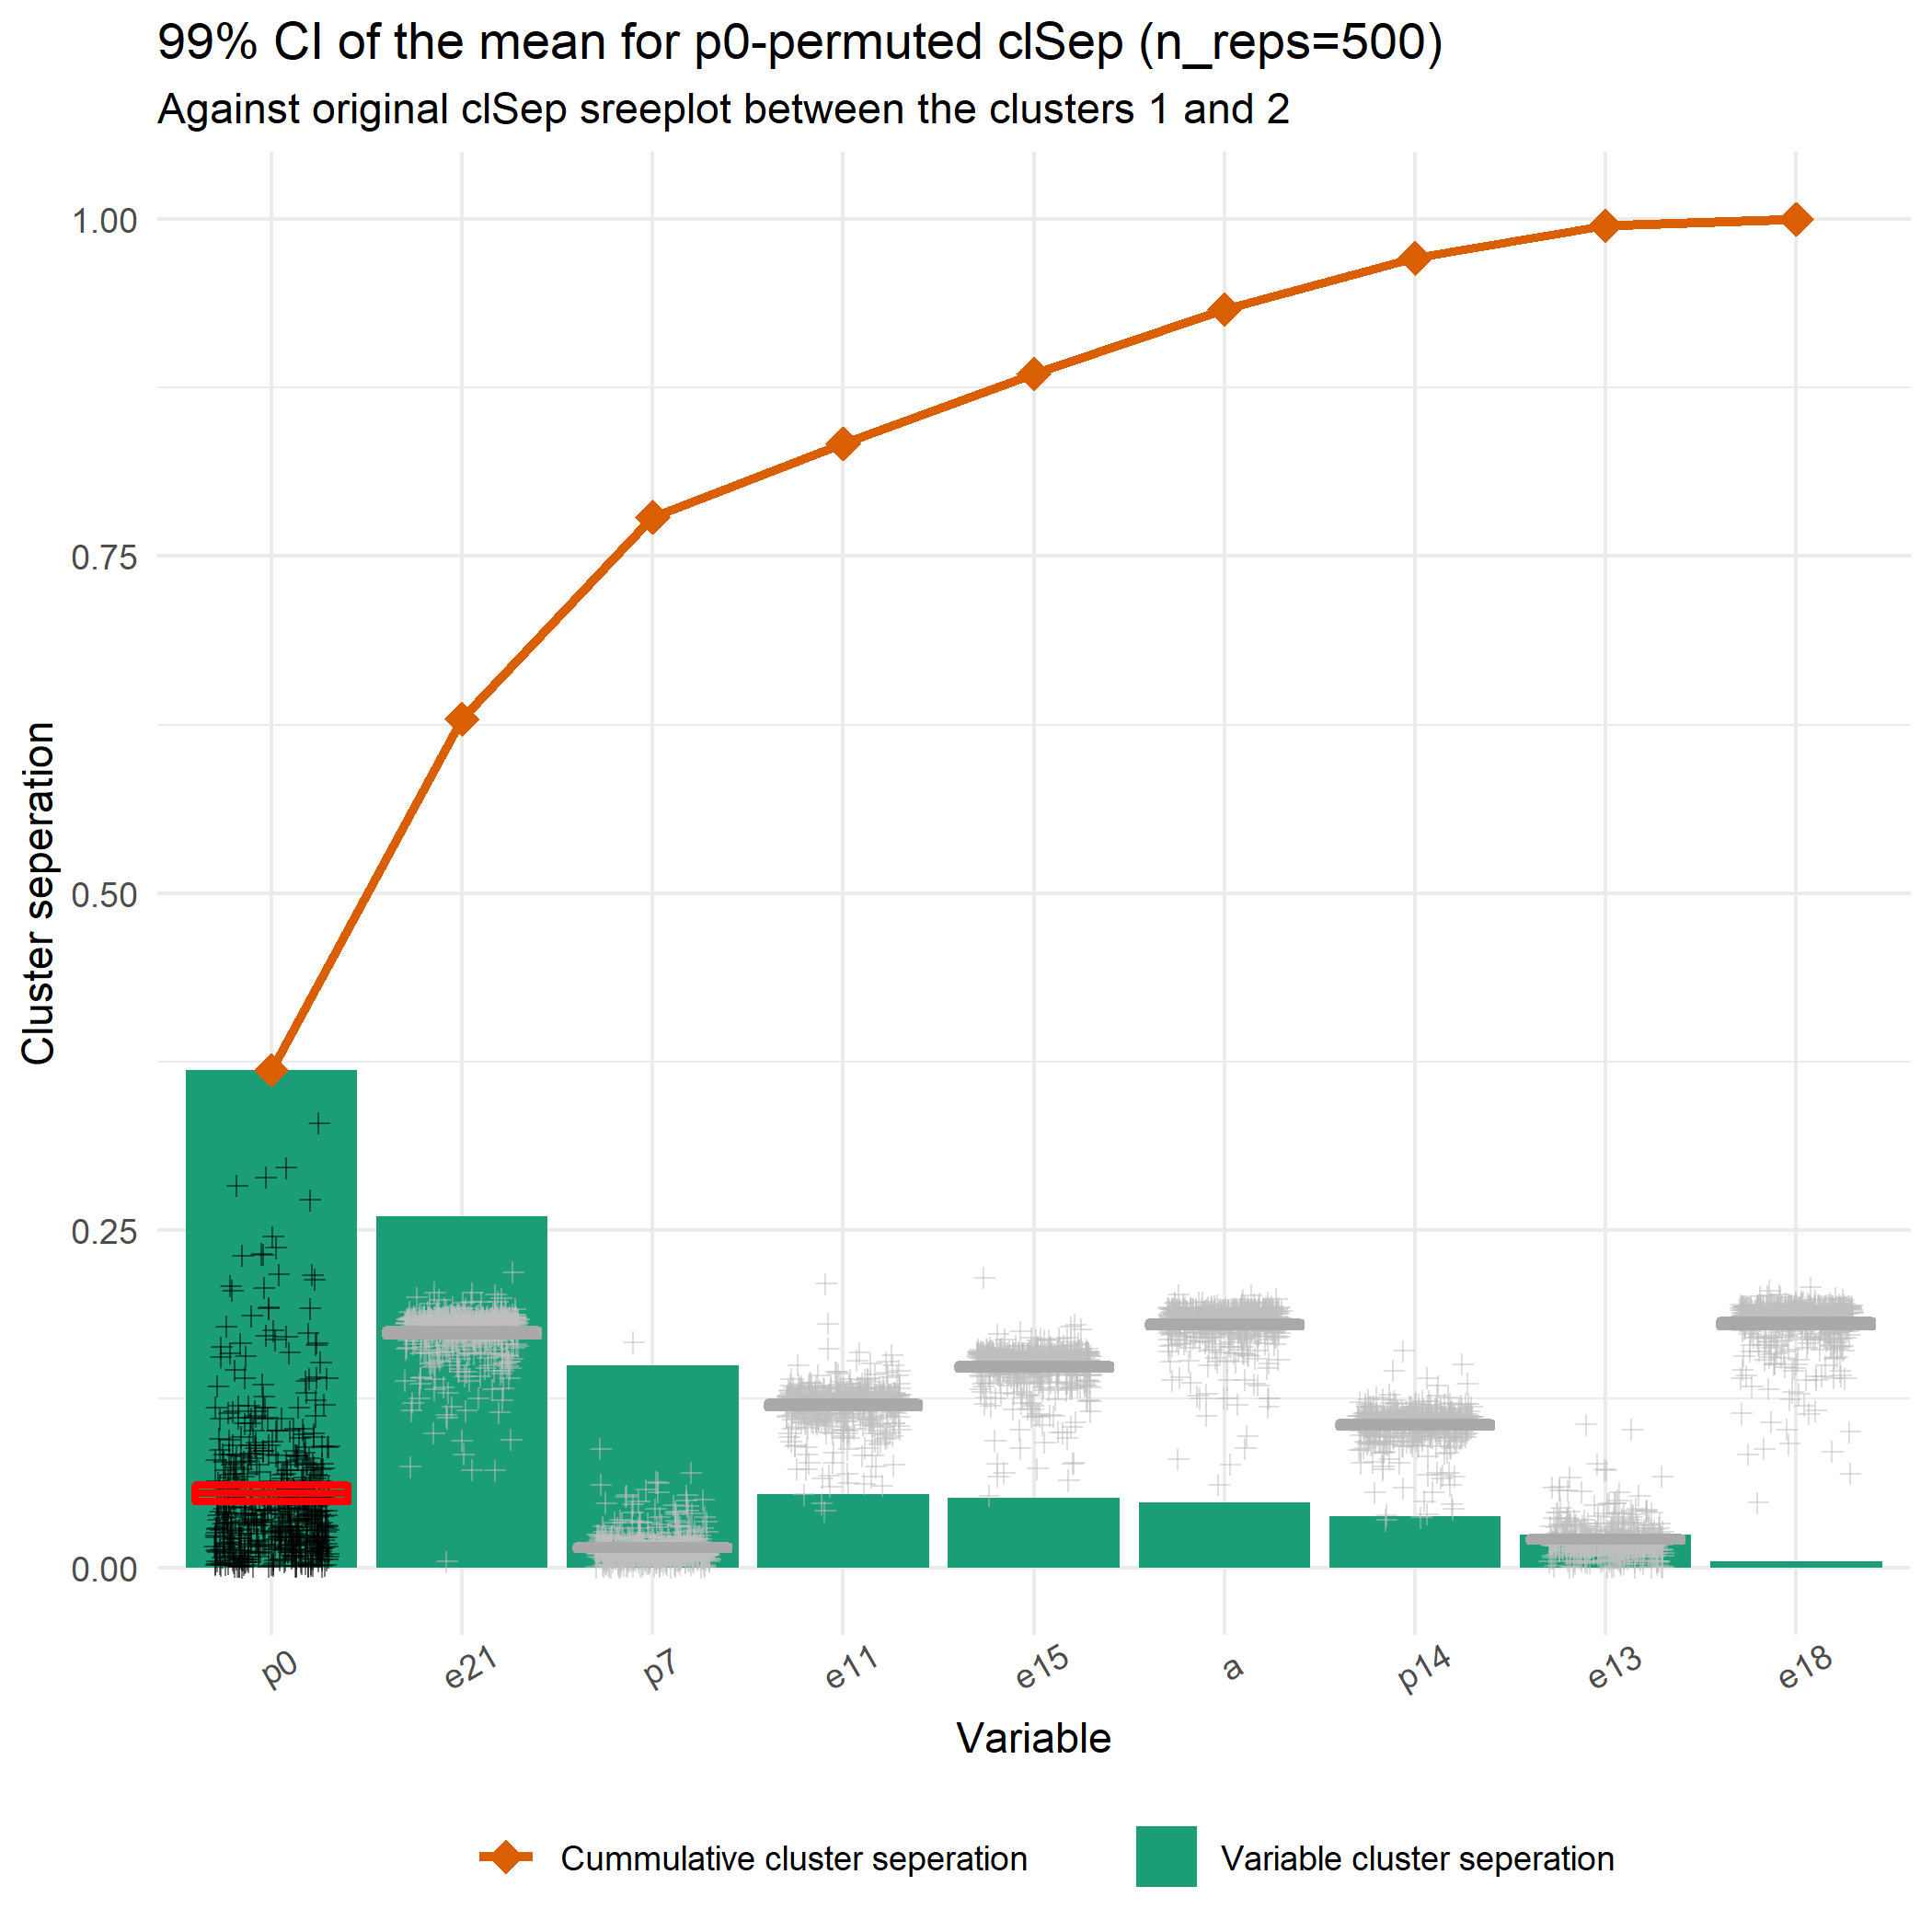 99% CI of the mean for p0-permuted clSep (n_reps=500)
Against original clSep sreeplot between the clusters 1 and 2
Cluster seperation
1.00
0.75
0.50
0.25
0.00
p0
e21
p7
e11
e15
a
p14
e13
e18
Variable
Cummulative cluster seperation
Variable cluster seperation